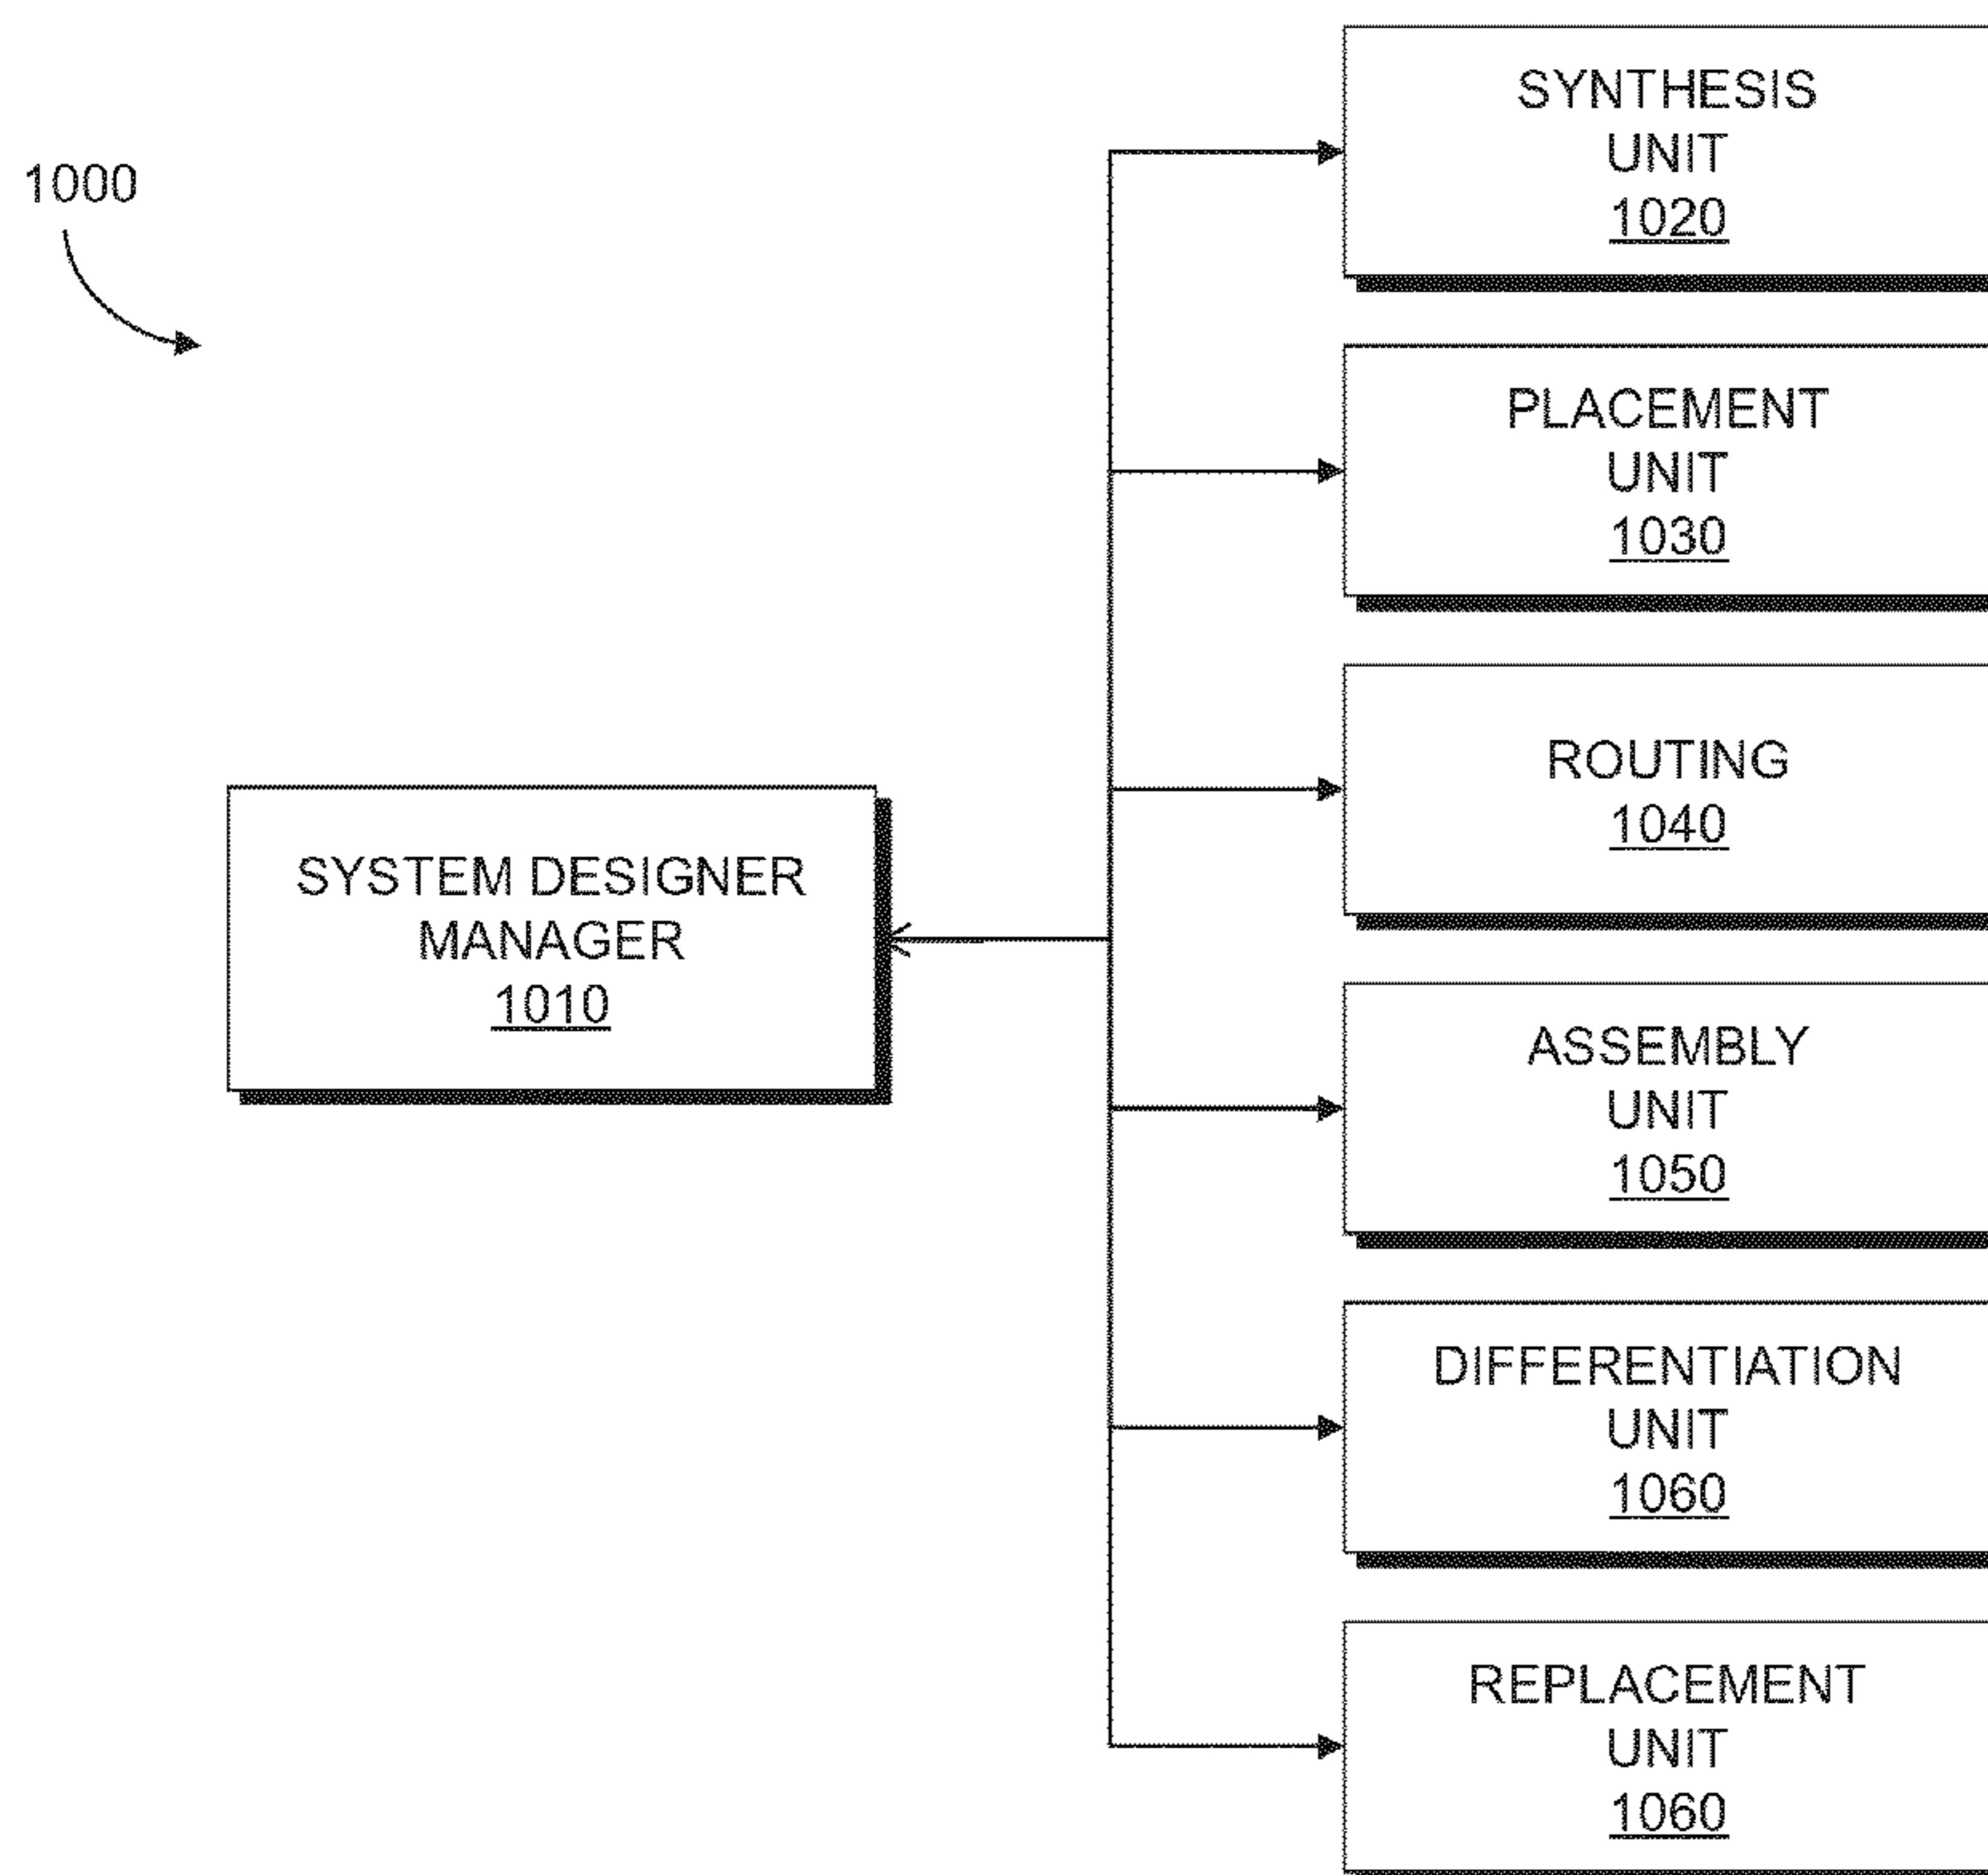 1000
SYNTHESIS
UNIT
1020
PLACEMENT
UNIT
1030
ROUTING
1040
SYSTEM DESIGNER
MANAGER
1010
ASSEMBLY
UNIT
1050
DIFFERENTIATION
UNIT
1060
REPLACEMENT
UNIT
1060